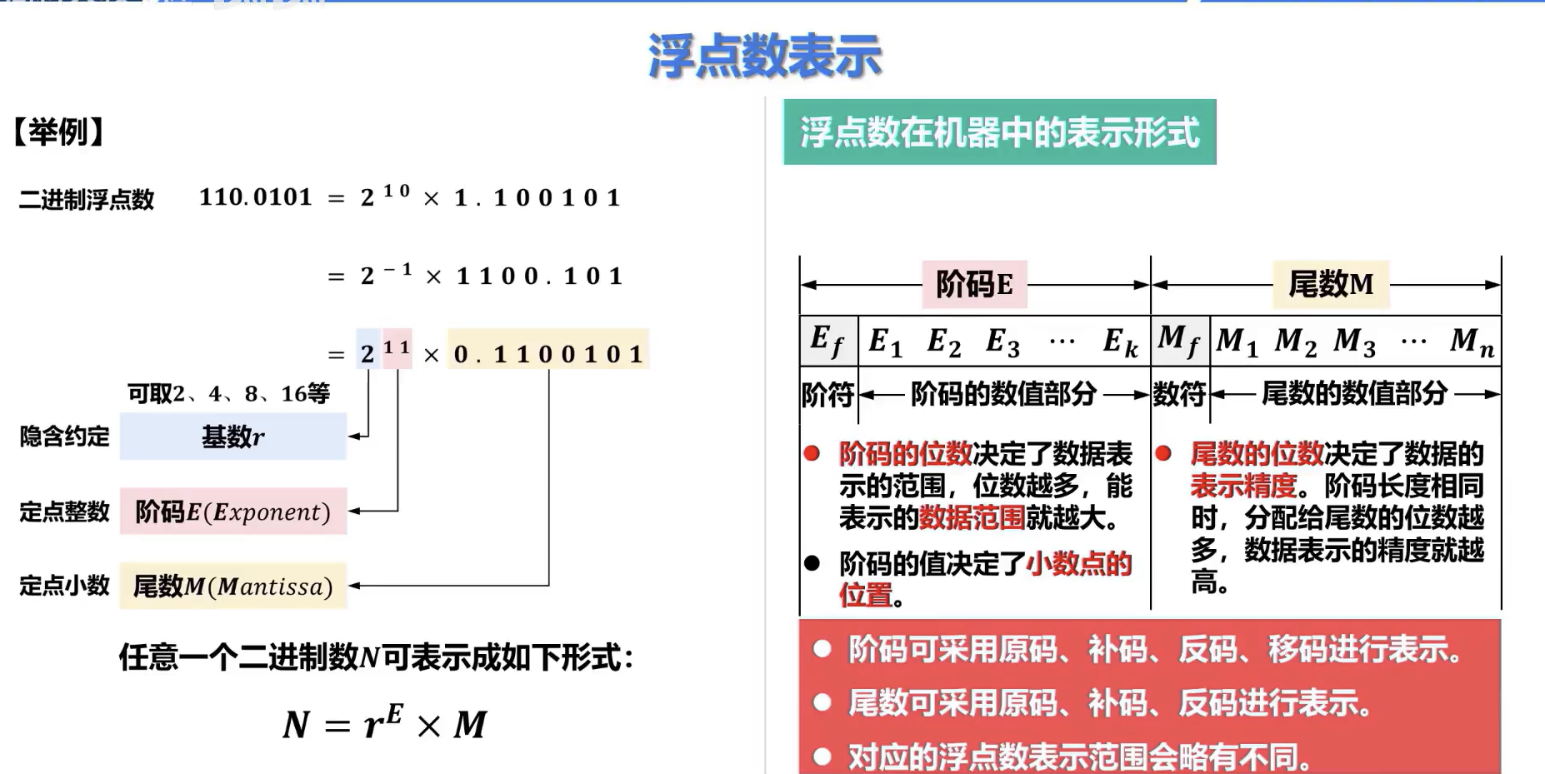 浮点数表示
【举例】
二进制浮点数 110.0101 = 2^10 × 1.100101
= 2^-1 × 1100.101
= 2^11 × 0.1100101
可取2、4、8、16等
隐含约定 基数r
定点整数 阶码E(Exponent)
定点小数 尾数M(Mantissa)
任意一个二进制数N可表示成如下形式：
N = r^E × M
浮点数在机器中的表示形式
阶码E 尾数M
E_f E_1 E_2 E_3 ⋯ E_k M_f M_1 M_2 M_3 ⋯ M_n
阶符 阶码的数值部分 数符 尾数的数值部分
● 阶码的位数决定了数据表
示的范围，位数越多，能
表示的数据范围就越大。
● 阶码的值决定了小数点的
位置。
● 尾数的位数决定了数据的
表示精度。阶码长度相同
时，分配给尾数的位数越
多，数据表示的精度就越
高。
● 阶码可采用原码、补码、反码、移码进行表示。
● 尾数可采用原码、补码、反码进行表示。
● 对应的浮点数表示范围会略有不同。